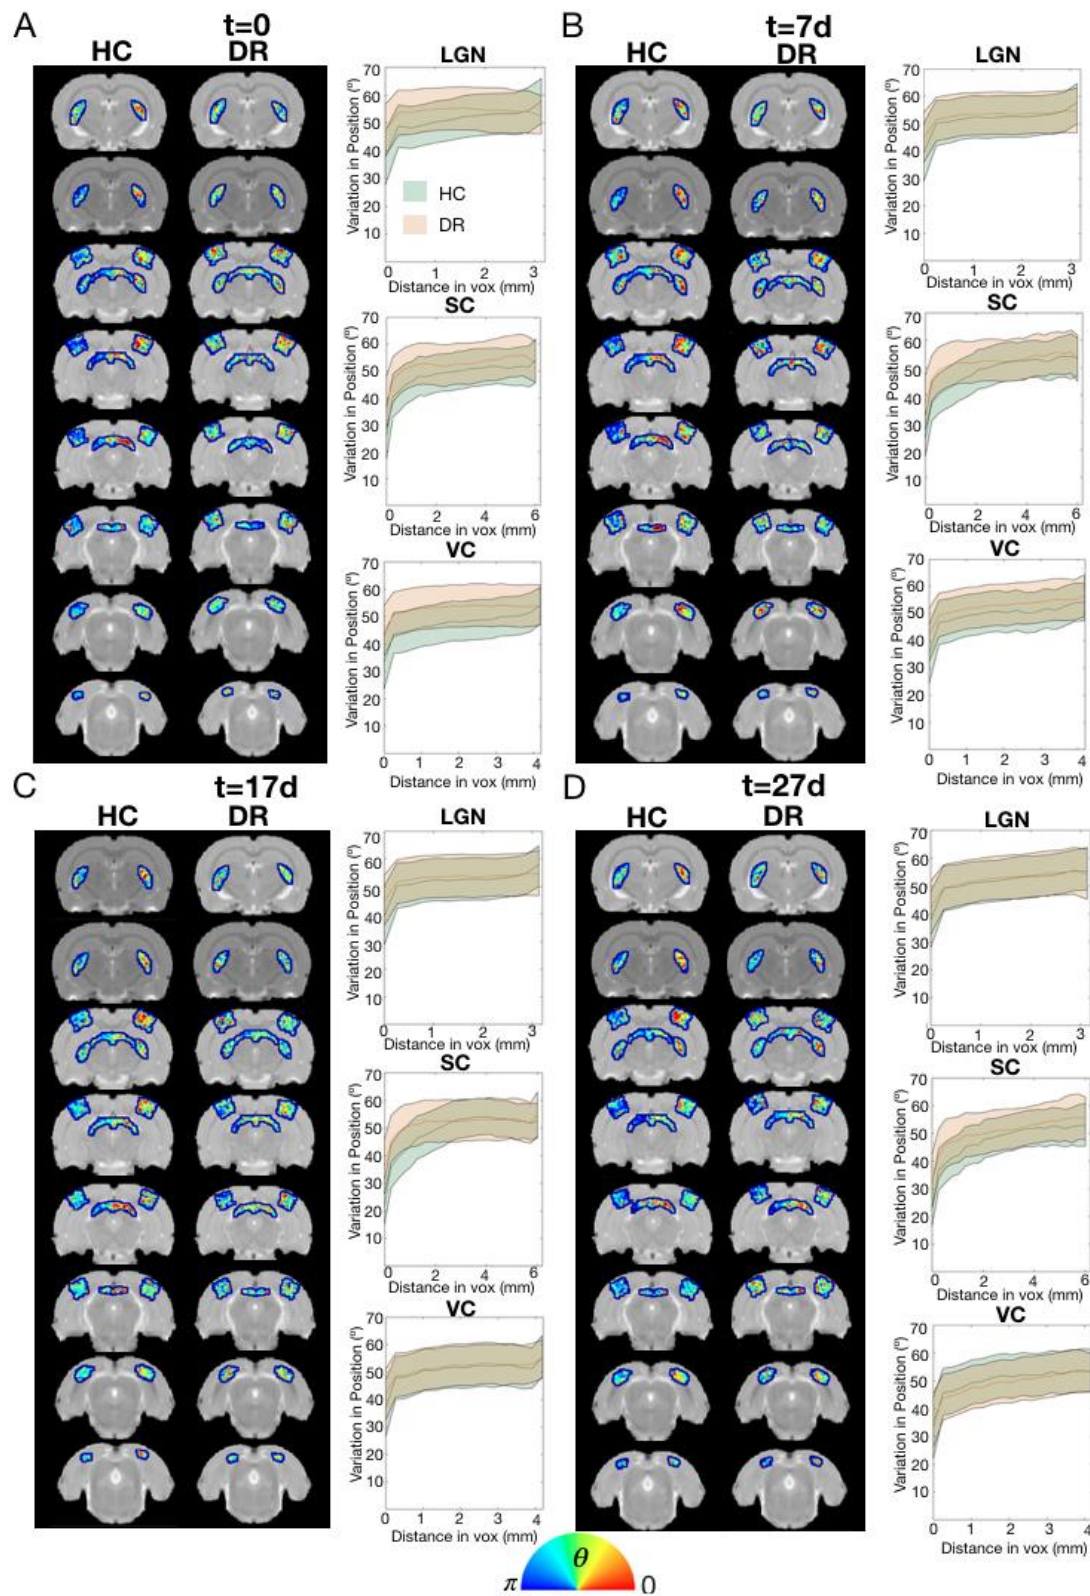 A
t=0
HC DR
LGN
Variation in Position (º)
70
60
50
40
30
20
10
HC
DR
0 1 2 3
Distance in vox (mm)
SC
Variation in Position (º)
70
60
50
40
30
20
10
0 2 4 6
Distance in vox (mm)
VC
Variation in Position (º)
70
60
50
40
30
20
10
0 1 2 3 4
Distance in vox (mm)
B
t=7d
HC DR
LGN
Variation in Position (º)
70
60
50
40
30
20
10
0 1 2 3
Distance in vox (mm)
SC
Variation in Position (º)
70
60
50
40
30
20
10
0 2 4 6
Distance in vox (mm)
VC
Variation in Position (º)
70
60
50
40
30
20
10
0 1 2 3 4
Distance in vox (mm)
C
t=17d
HC DR
LGN
Variation in Position (º)
70
60
50
40
30
20
10
0 1 2 3
Distance in vox (mm)
SC
Variation in Position (º)
70
60
50
40
30
20
10
0 2 4 6
Distance in vox (mm)
VC
Variation in Position (º)
70
60
50
40
30
20
10
0 1 2 3 4
Distance in vox (mm)
D
t=27d
HC DR
LGN
Variation in Position (º)
70
60
50
40
30
20
10
0 1 2 3
Distance in vox (mm)
SC
Variation in Position (º)
70
60
50
40
30
20
10
0 2 4 6
Distance in vox (mm)
VC
Variation in Position (º)
70
60
50
40
30
20
10
0 1 2 3 4
Distance in vox (mm)
θ
π 0